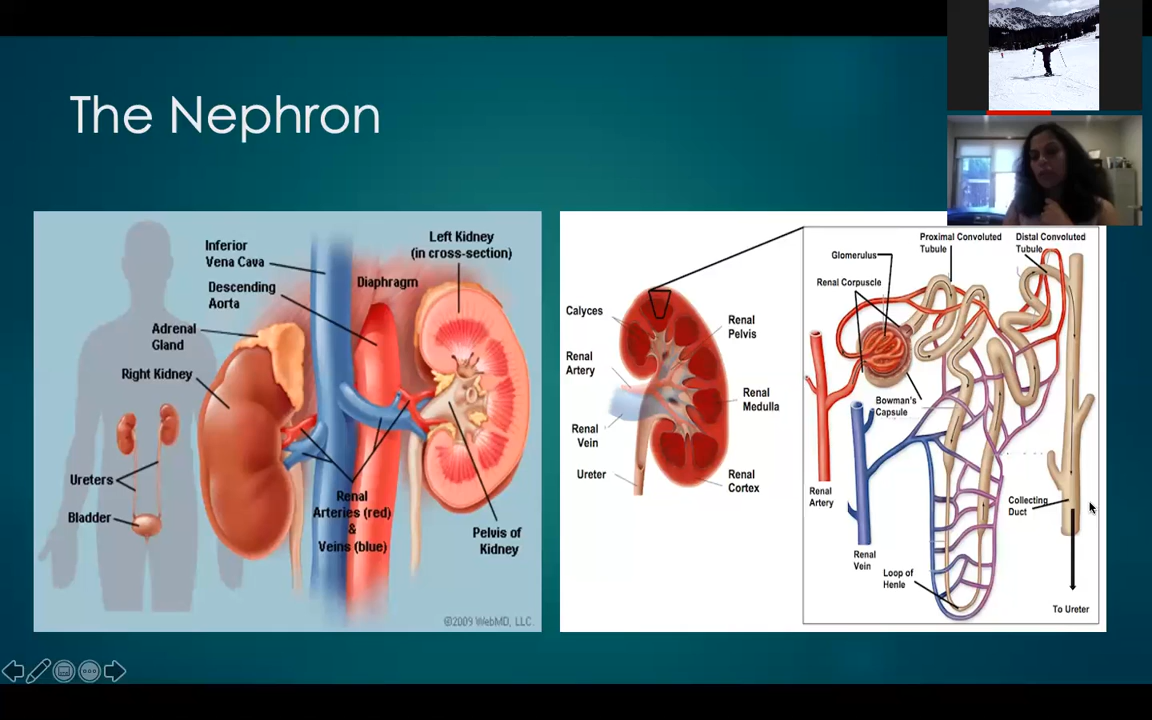 The Nephron
Inferior
Vena Cava
Descending
Aorta
Adrenal
Gland
Right Kidney
Ureters
Bladder
Diaphragm
Left Kidney
(in cross-section)
Renal
Arteries (red)
&
Veins (blue)
Pelvis of
Kidney
©2009 WebMD, LLC.
Calyces
Renal
Artery
Renal
Vein
Ureter
Renal
Pelvis
Renal
Medulla
Renal
Cortex
Glomerulus
Renal Corpuscle
Proximal Convoluted
Tubule
Distal Convoluted
Tubule
Bowman's
Capsule
Renal
Artery
Renal
Vein
Loop of
Henle
Collecting
Duct
To Ureter